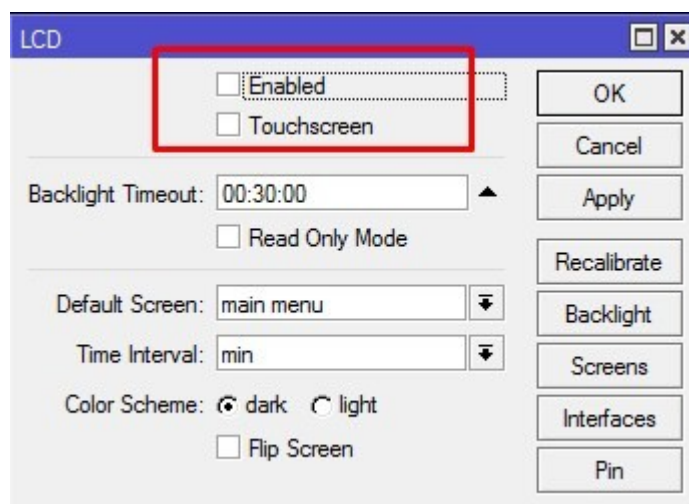 LCD
Enabled
Touchscreen
Backlight Timeout: 00:30:00
Read Only Mode
Default Screen: main menu
Time Interval: min
Color Scheme: dark light
Flip Screen
OK
Cancel
Apply
Recalibrate
Backlight
Screens
Interfaces
Pin